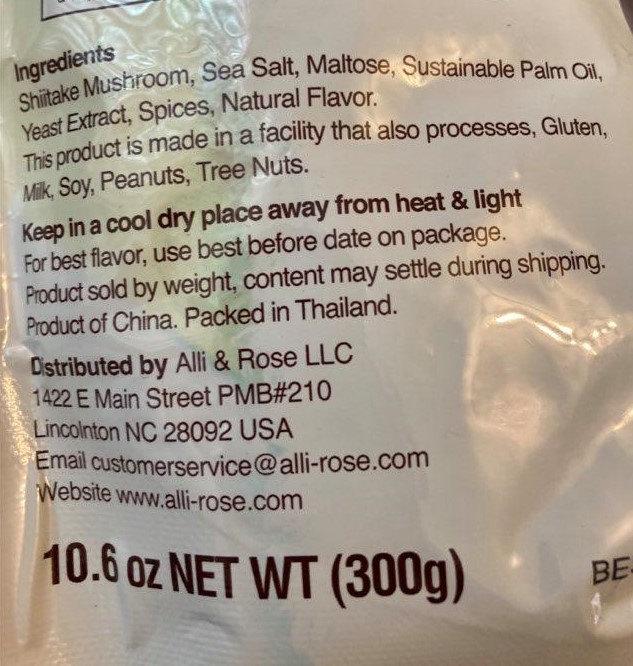 Ingredients
Shiitake Mushroom, Sea Salt, Maltose, Sustainable Palm Oil,
Yeast Extract, Spices, Natural Flavor.
This product is made in a facility that also processes, Gluten,
Milk, Soy, Peanuts, Tree Nuts.
Keep in a cool dry place away from heat & light
For best flavor, use best before date on package.
Product sold by weight, content may settle during shipping.
Product of China. Packed in Thailand.
Distributed by Alli & Rose LLC
1422 E Main Street PMB#210
Lincolnton NC 28092 USA
Email customerservice@alli-rose.com
Website www.alli-rose.com
10.6 oz NET WT (300g)